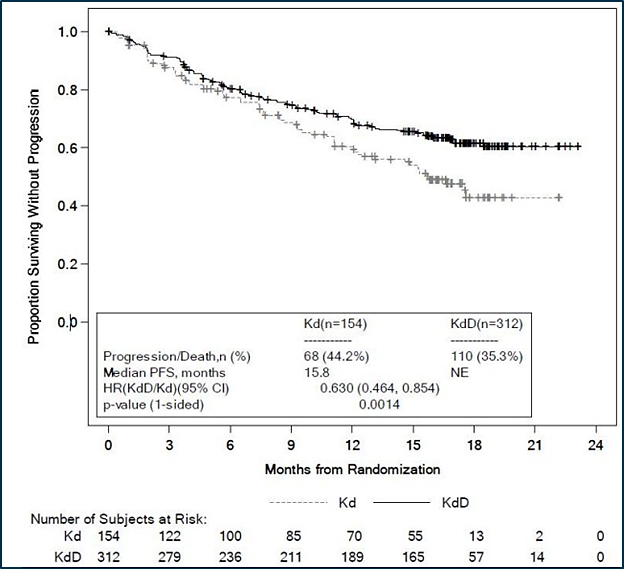 Proportion Surviving Without Progression
1.0
0.8
0.6
0.4
0.2
0.0
Kd(n=154) KdD(n=312)
----------- -----------
Progression/Death,n (%) 68 (44.2%) 110 (35.3%)
Median PFS, months 15.8 NE
HR(KdD/Kd)(95% CI) 0.630 (0.464, 0.854)
p-value (1-sided) 0.0014
0 3 6 9 12 15 18 21 24
Months from Randomization
Kd KdD
Number of Subjects at Risk:
Kd 154 122 100 85 70 55 13 2 0
KdD 312 279 236 211 189 165 57 14 0